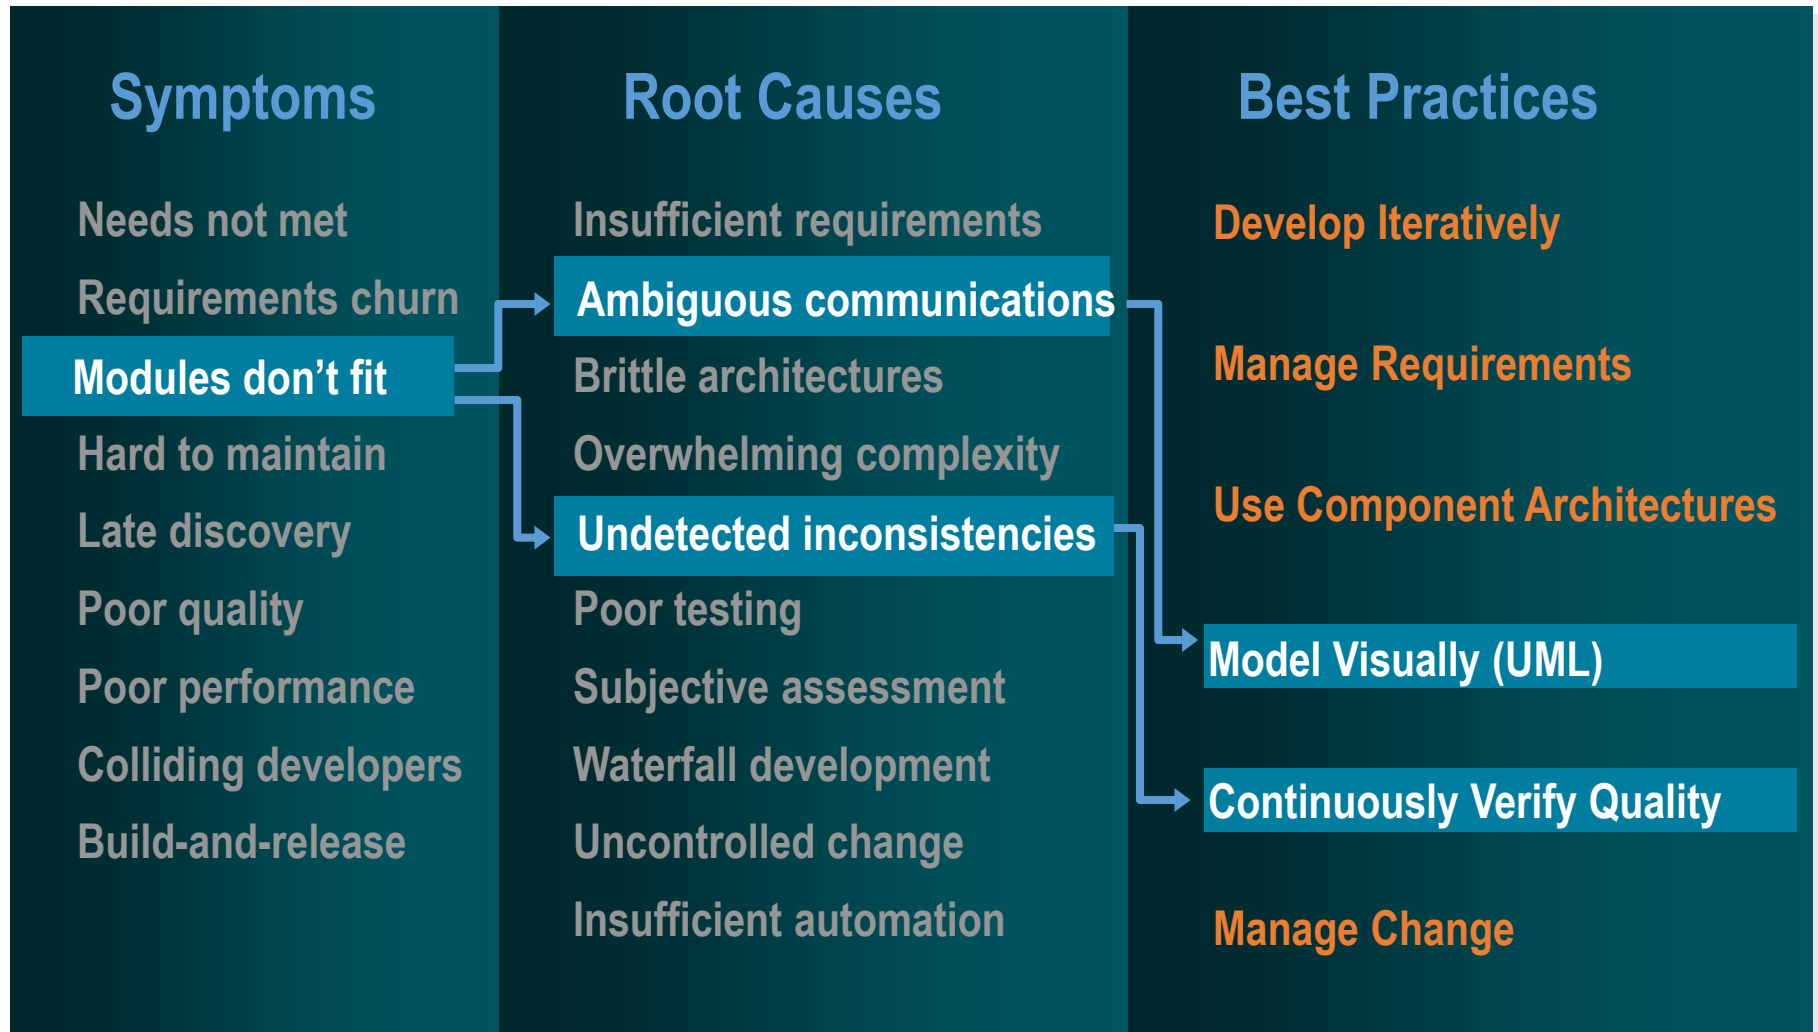 Symptoms
Needs not met
Requirements churn
Modules don’t fit
Hard to maintain
Late discovery
Poor quality
Poor performance
Colliding developers
Build-and-release
Root Causes
Insufficient requirements
Ambiguous communications
Brittle architectures
Overwhelming complexity
Undetected inconsistencies
Poor testing
Subjective assessment
Waterfall development
Uncontrolled change
Insufficient automation
Best Practices
Develop Iteratively
Manage Requirements
Use Component Architectures
Model Visually (UML)
Continuously Verify Quality
Manage Change